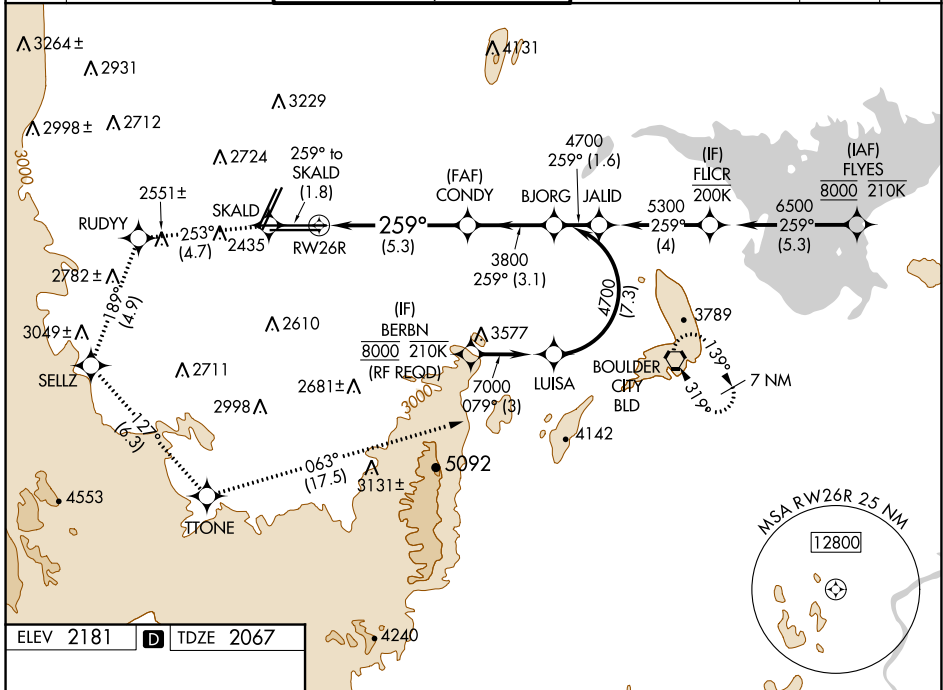 3264±
2931
2998±
2712
3000
3229
2724
4131
259° to
SKALD
(1.8)
2551±
SKALD
RUDYY
253°
(4.7)
2435
RW26R
259°
(5.3)
(FAF)
CONDY
BJORG
JALID
4700
259° (1.6)
3800
259° (3.1)
(IF)
FLICR
200K
5300
259°
(4)
(IAF)
FLYES
8000 210K
6500
259°
(5.3)
2782±
189°
(4.9)
3049±
SELLZ
2610
2711
2681±
2998
(IF)
BERBN
8000 210K
(RF REQD)
3577
7000
079° (3)
LUISA
4700
(7.3)
3789
BOULDER
CITY
BLD
139°
319°
7 NM
3000
4142
127°
(6.3)
063°
(17.5)
3131±
5092
4553
TTONE
4240
MSA RW26R 25 NM
12800
ELEV 2181 D TDZE 2067